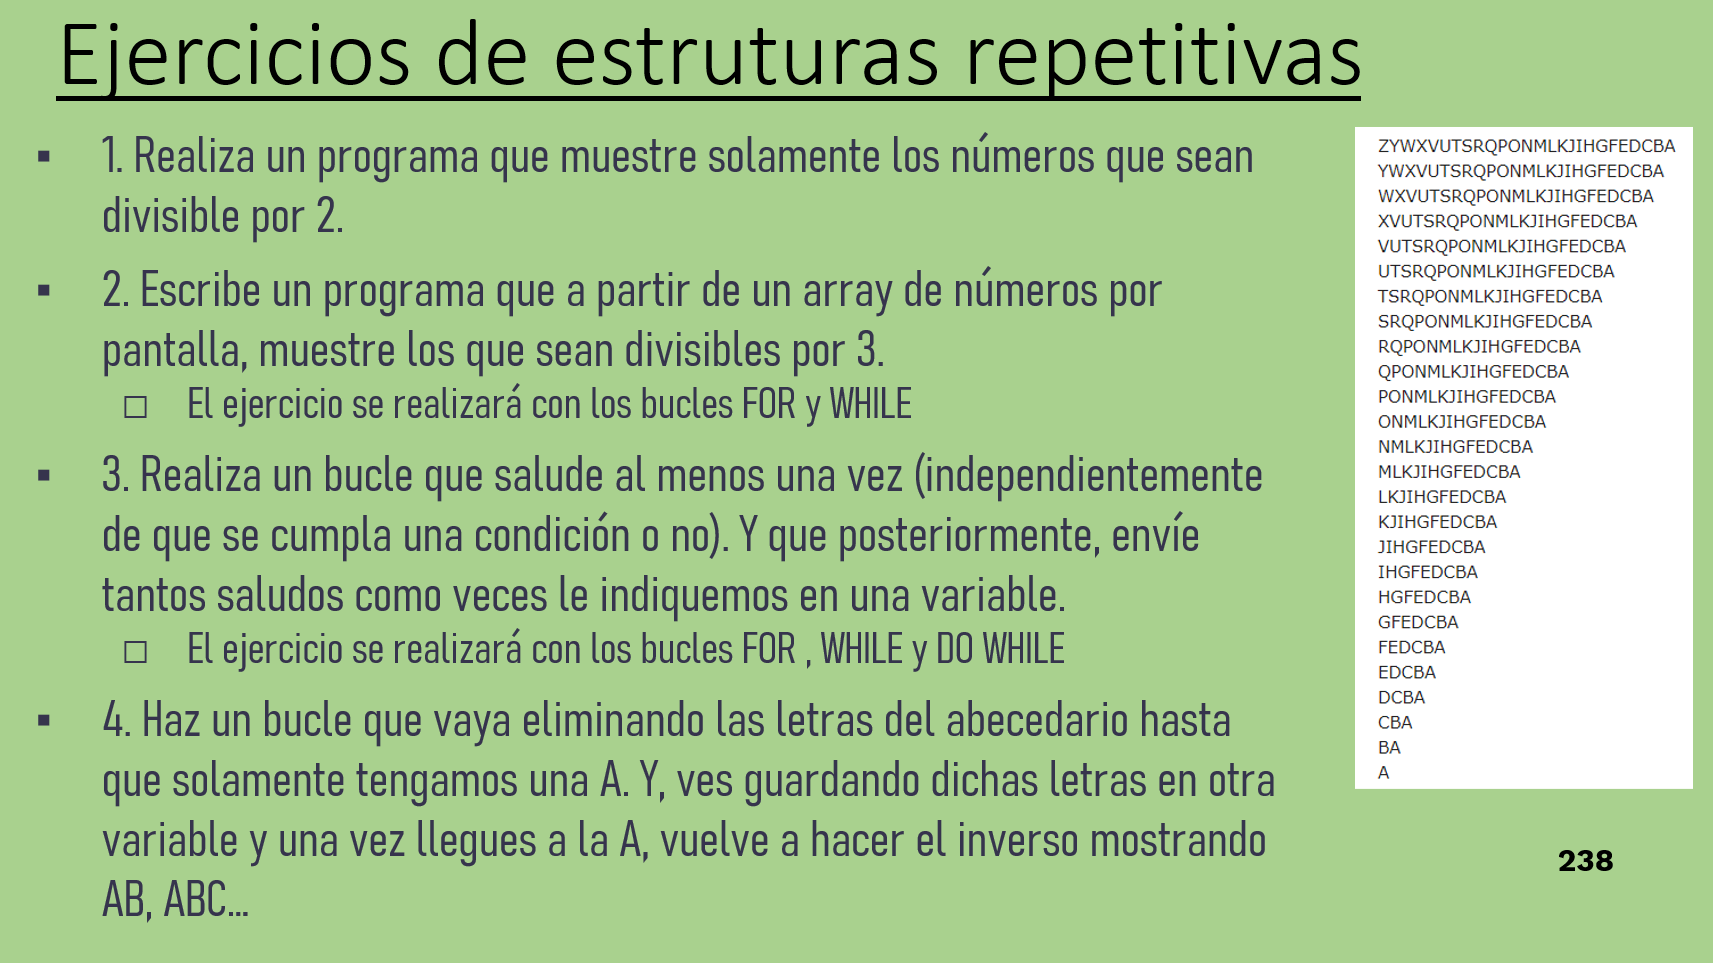 Ejercicios de estruturas repetitivas
▪ 1. Realiza un programa que muestre solamente los números que sean
divisible por 2.
▪ 2. Escribe un programa que a partir de un array de números por
pantalla, muestre los que sean divisibles por 3.
□ El ejercicio se realizará con los bucles FOR y WHILE
▪ 3. Realiza un bucle que salude al menos una vez (independientemente
de que se cumpla una condición o no). Y que posteriormente, envíe
tantos saludos como veces le indiquemos en una variable.
□ El ejercicio se realizará con los bucles FOR , WHILE y DO WHILE
▪ 4. Haz un bucle que vaya eliminando las letras del abecedario hasta
que solamente tengamos una A. Y, ves guardando dichas letras en otra
variable y una vez llegues a la A, vuelve a hacer el inverso mostrando
AB, ABC...
ZYWXVUTSRQPONMLKJIHGFEDCBA
YWXVUTSRQPONMLKJIHGFEDCBA
WXVUTSRQPONMLKJIHGFEDCBA
XVUTSRQPONMLKJIHGFEDCBA
VUTSRQPONMLKJIHGFEDCBA
UTSRQPONMLKJIHGFEDCBA
TSRQPONMLKJIHGFEDCBA
SRQPONMLKJIHGFEDCBA
RQPONMLKJIHGFEDCBA
QPONMLKJIHGFEDCBA
PONMLKJIHGFEDCBA
ONMLKJIHGFEDCBA
NMLKJIHGFEDCBA
MLKJIHGFEDCBA
LKJIHGFEDCBA
KJIHGFEDCBA
JIHGFEDCBA
IHGFEDCBA
HGFEDCBA
GFEDCBA
FEDCBA
EDCBA
DCBA
CBA
BA
A
238